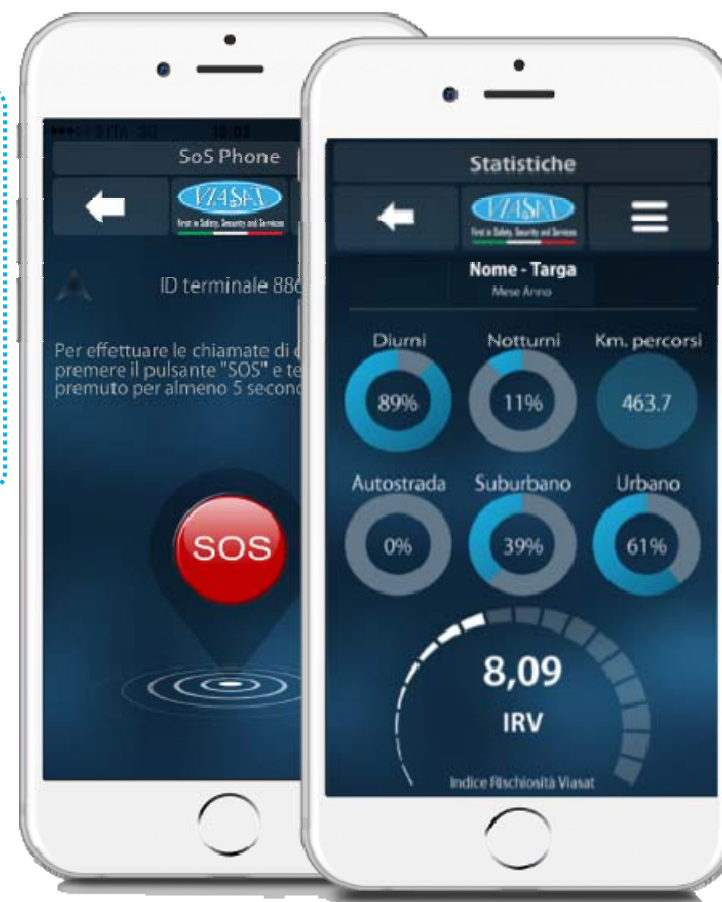 SoS Phone
VIASAT
First in Safety, Security and Services
ID terminale 886
Per effettuare le chiamate di
premere il pulsante "SOS" e te
premuto per almeno 5 second
SOS
Statistiche
VIASAT
First in Safety, Security and Services
Nome - Targa
Mese Anno
Diurni Notturni Km. percorsi
89% 11% 463.7
Autostrada Suburbano Urbano
0% 39% 61%
8,09
IRV
Indice Rischiosità Viasat